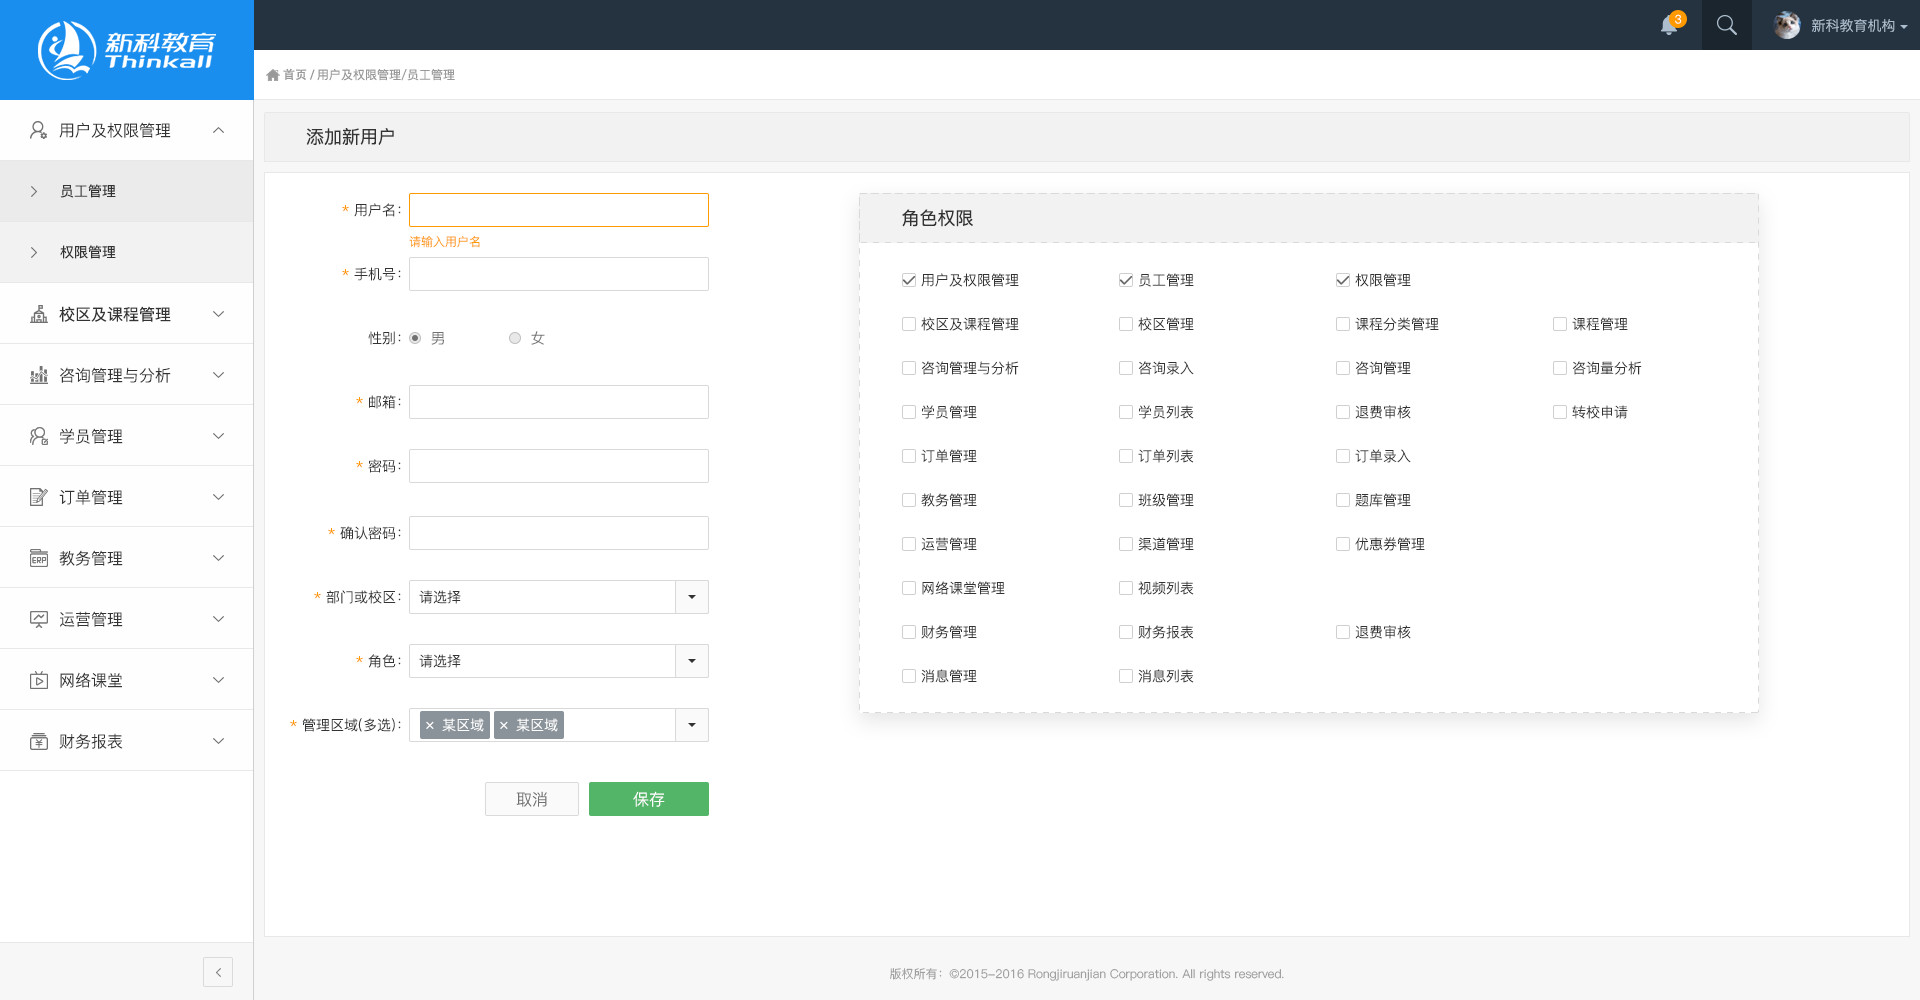 新科教育
Thinkall
3
新科教育机构
首页 / 用户及权限管理/员工管理
用户及权限管理
员工管理
权限管理
校区及课程管理
咨询管理与分析
学员管理
订单管理
ERP 教务管理
运营管理
网络课堂
财务报表
添加新用户
* 用户名:
请输入用户名
* 手机号:
性别: 男 女
* 邮箱:
* 密码:
* 确认密码:
* 部门或校区: 请选择
* 角色: 请选择
* 管理区域(多选): × 某区域 × 某区域
取消 保存
角色权限
用户及权限管理 员工管理 权限管理
校区及课程管理 校区管理 课程分类管理 课程管理
咨询管理与分析 咨询录入 咨询管理 咨询量分析
学员管理 学员列表 退费审核 转校申请
订单管理 订单列表 订单录入
教务管理 班级管理 题库管理
运营管理 渠道管理 优惠券管理
网络课堂管理 视频列表
财务管理 财务报表 退费审核
消息管理 消息列表
版权所有: ©2015-2016 Rongjiruanjian Corporation. All rights reserved.